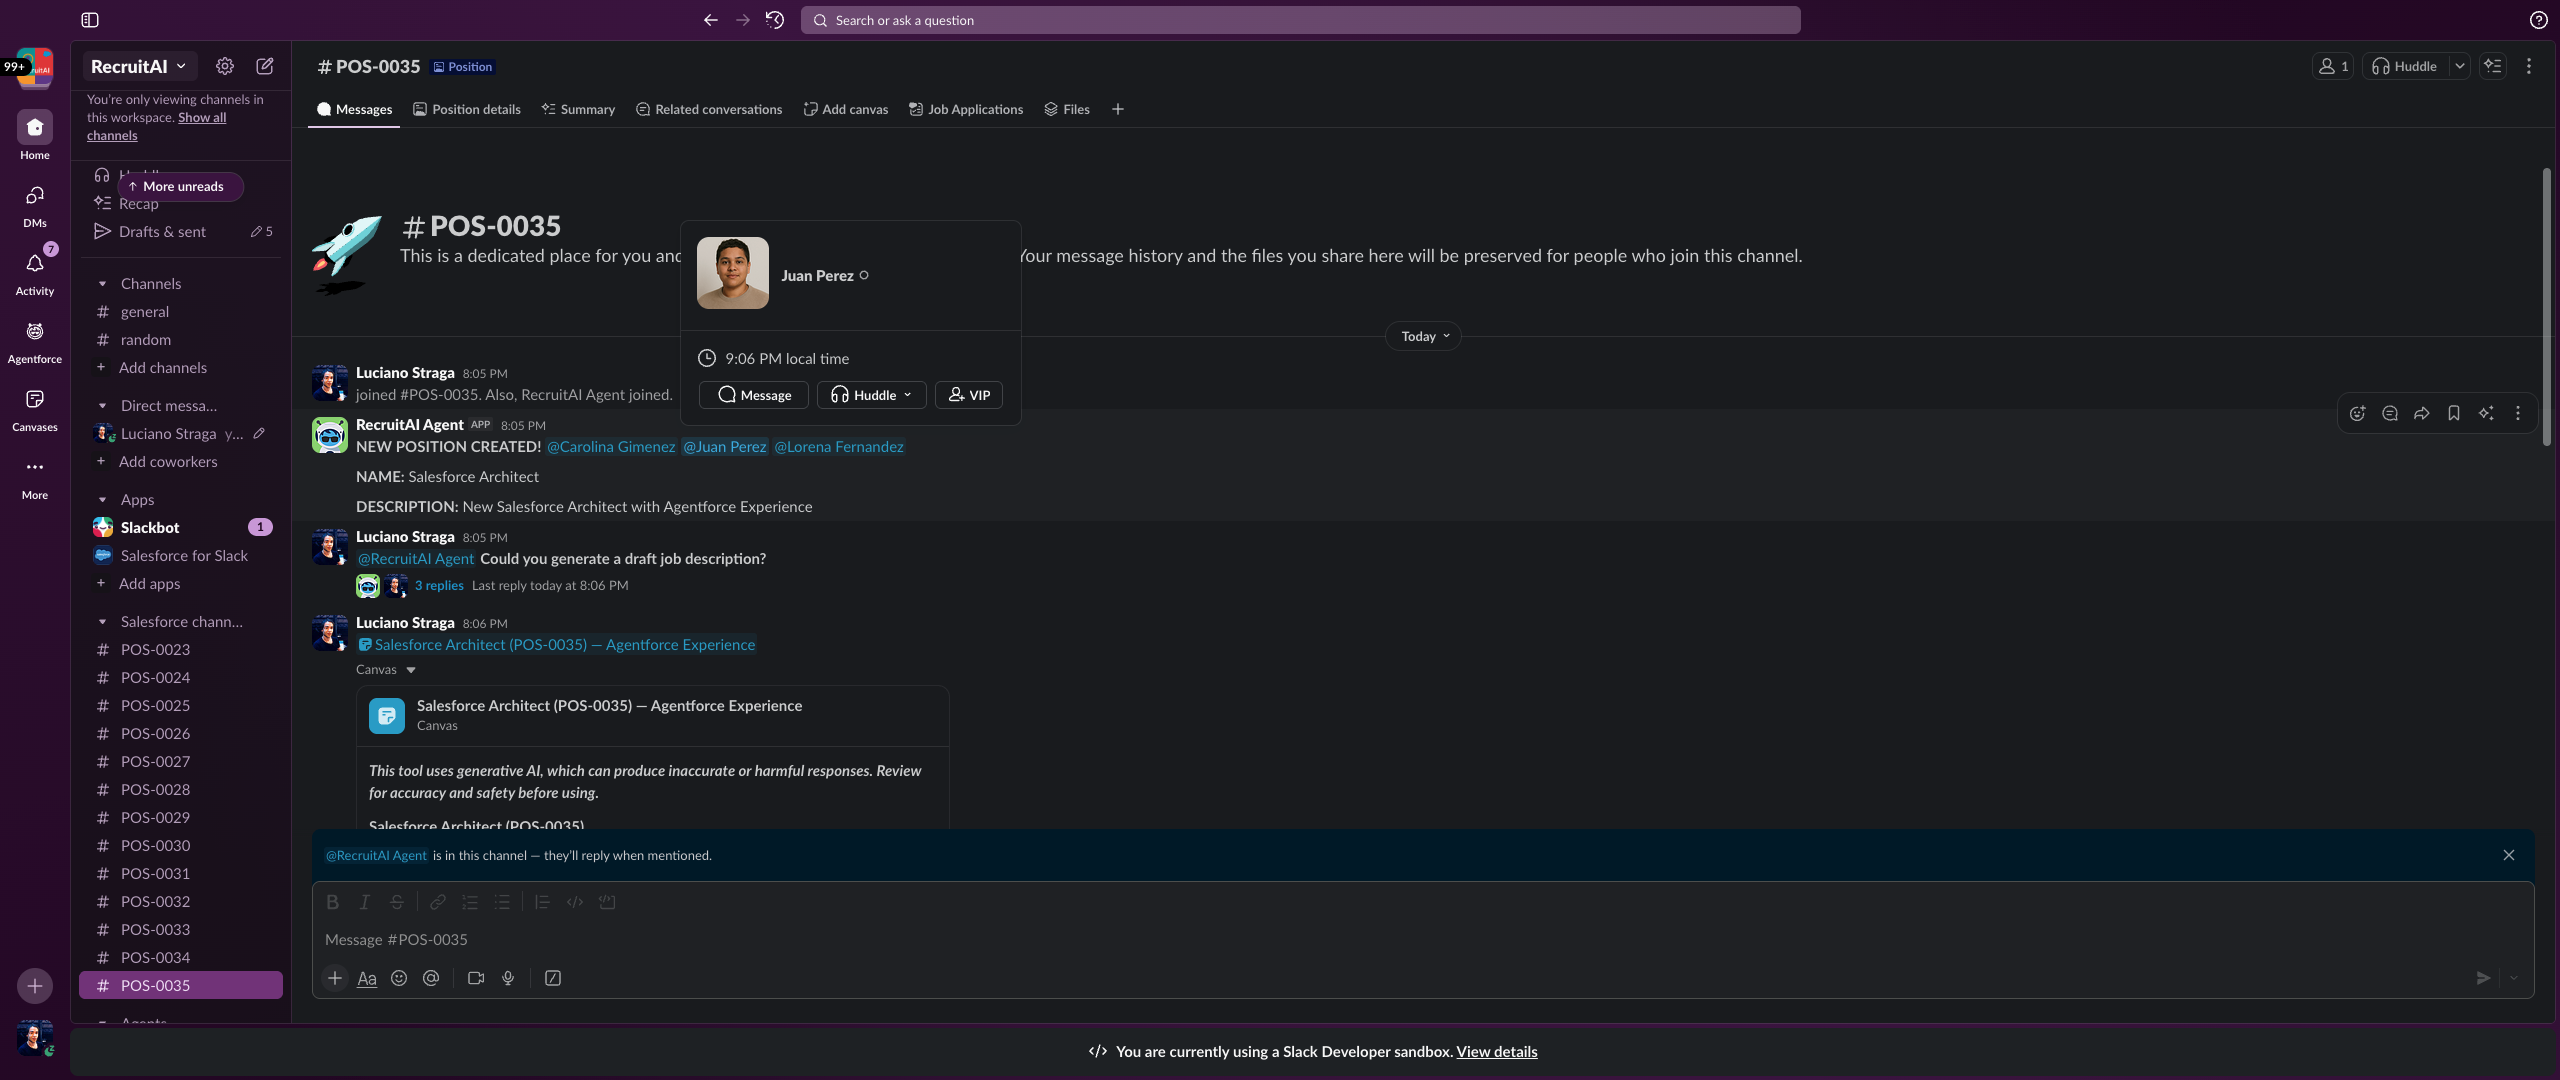 Search or ask a question
99+
RecruitAI
You're only viewing channels in
this workspace. Show all
channels
Home
DMs
7
Activity
Agentforce
Canvases
More
More unreads
Recap
Drafts & sent
5
Channels
general
random
Add channels
Direct messa...
Luciano Straga y...
Add coworkers
Apps
Slackbot
1
Salesforce for Slack
Add apps
Salesforce chann...
POS-0023
POS-0024
POS-0025
POS-0026
POS-0027
POS-0028
POS-0029
POS-0030
POS-0031
POS-0032
POS-0033
POS-0034
POS-0035
# POS-0035 Position
1
Huddle
Messages
Position details
Summary
Related conversations
Add canvas
Job Applications
Files
# POS-0035
This is a dedicated place for you and
Your message history and the files you share here will be preserved for people who join this channel.
Juan Perez
9:06 PM local time
Message
Huddle
VIP
Today
Luciano Straga 8:05 PM
joined #POS-0035. Also, RecruitAI Agent joined.
RecruitAI Agent APP 8:05 PM
NEW POSITION CREATED! @Carolina Gimenez @Juan Perez @Lorena Fernandez
NAME: Salesforce Architect
DESCRIPTION: New Salesforce Architect with Agentforce Experience
Luciano Straga 8:05 PM
@RecruitAI Agent Could you generate a draft job description?
3 replies Last reply today at 8:06 PM
Luciano Straga 8:06 PM
Salesforce Architect (POS-0035) — Agentforce Experience
Canvas
Salesforce Architect (POS-0035) — Agentforce Experience
Canvas
This tool uses generative AI, which can produce inaccurate or harmful responses. Review
for accuracy and safety before using.
Salesforce Architect (POS-0035)
@RecruitAI Agent is in this channel — they'll reply when mentioned.
Message #POS-0035
Aa
You are currently using a Slack Developer sandbox. View details